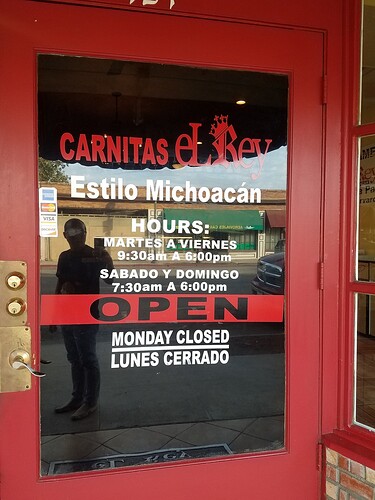 CARNITAS eL Rey
Estilo Michoacán
HOURS:
MARTES A VIERNES
9:30am A 6:00pm
SABADO Y DOMINGO
7:30am A 6:00pm
OPEN
MONDAY CLOSED
LUNES CERRADO
VISA